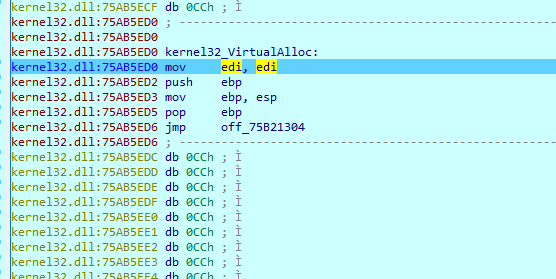 kernel32.dll:75AB5ECF db 0CCh ; Ì
kernel32.dll:75AB5ED0 ; ---------------------------------------------------------------------------
kernel32.dll:75AB5ED0
kernel32.dll:75AB5ED0 kernel32_VirtualAlloc:
kernel32.dll:75AB5ED0 mov     edi, edi
kernel32.dll:75AB5ED2 push    ebp
kernel32.dll:75AB5ED3 mov     ebp, esp
kernel32.dll:75AB5ED5 pop     ebp
kernel32.dll:75AB5ED6 jmp     off_75B21304
kernel32.dll:75AB5ED6 ; ---------------------------------------------------------------------------
kernel32.dll:75AB5EDC db 0CCh ; Ì
kernel32.dll:75AB5EDD db 0CCh ; Ì
kernel32.dll:75AB5EDE db 0CCh ; Ì
kernel32.dll:75AB5EDF db 0CCh ; Ì
kernel32.dll:75AB5EE0 db 0CCh ; Ì
kernel32.dll:75AB5EE1 db 0CCh ; Ì
kernel32.dll:75AB5EE2 db 0CCh ; Ì
kernel32.dll:75AB5EE3 db 0CCh ; Ì
kernel32.dll:75AB5EE4 db 0CCh ; Ì